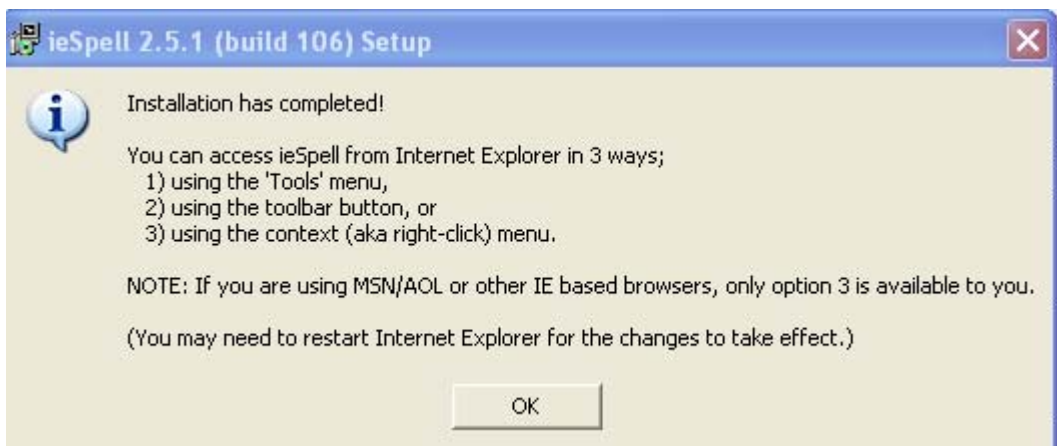 ieSpell 2.5.1 (build 106) Setup
Installation has completed!
You can access ieSpell from Internet Explorer in 3 ways;
1) using the 'Tools' menu,
2) using the toolbar button, or
3) using the context (aka right-click) menu.
NOTE: If you are using MSN/AOL or other IE based browsers, only option 3 is available to you.
(You may need to restart Internet Explorer for the changes to take effect.)
OK